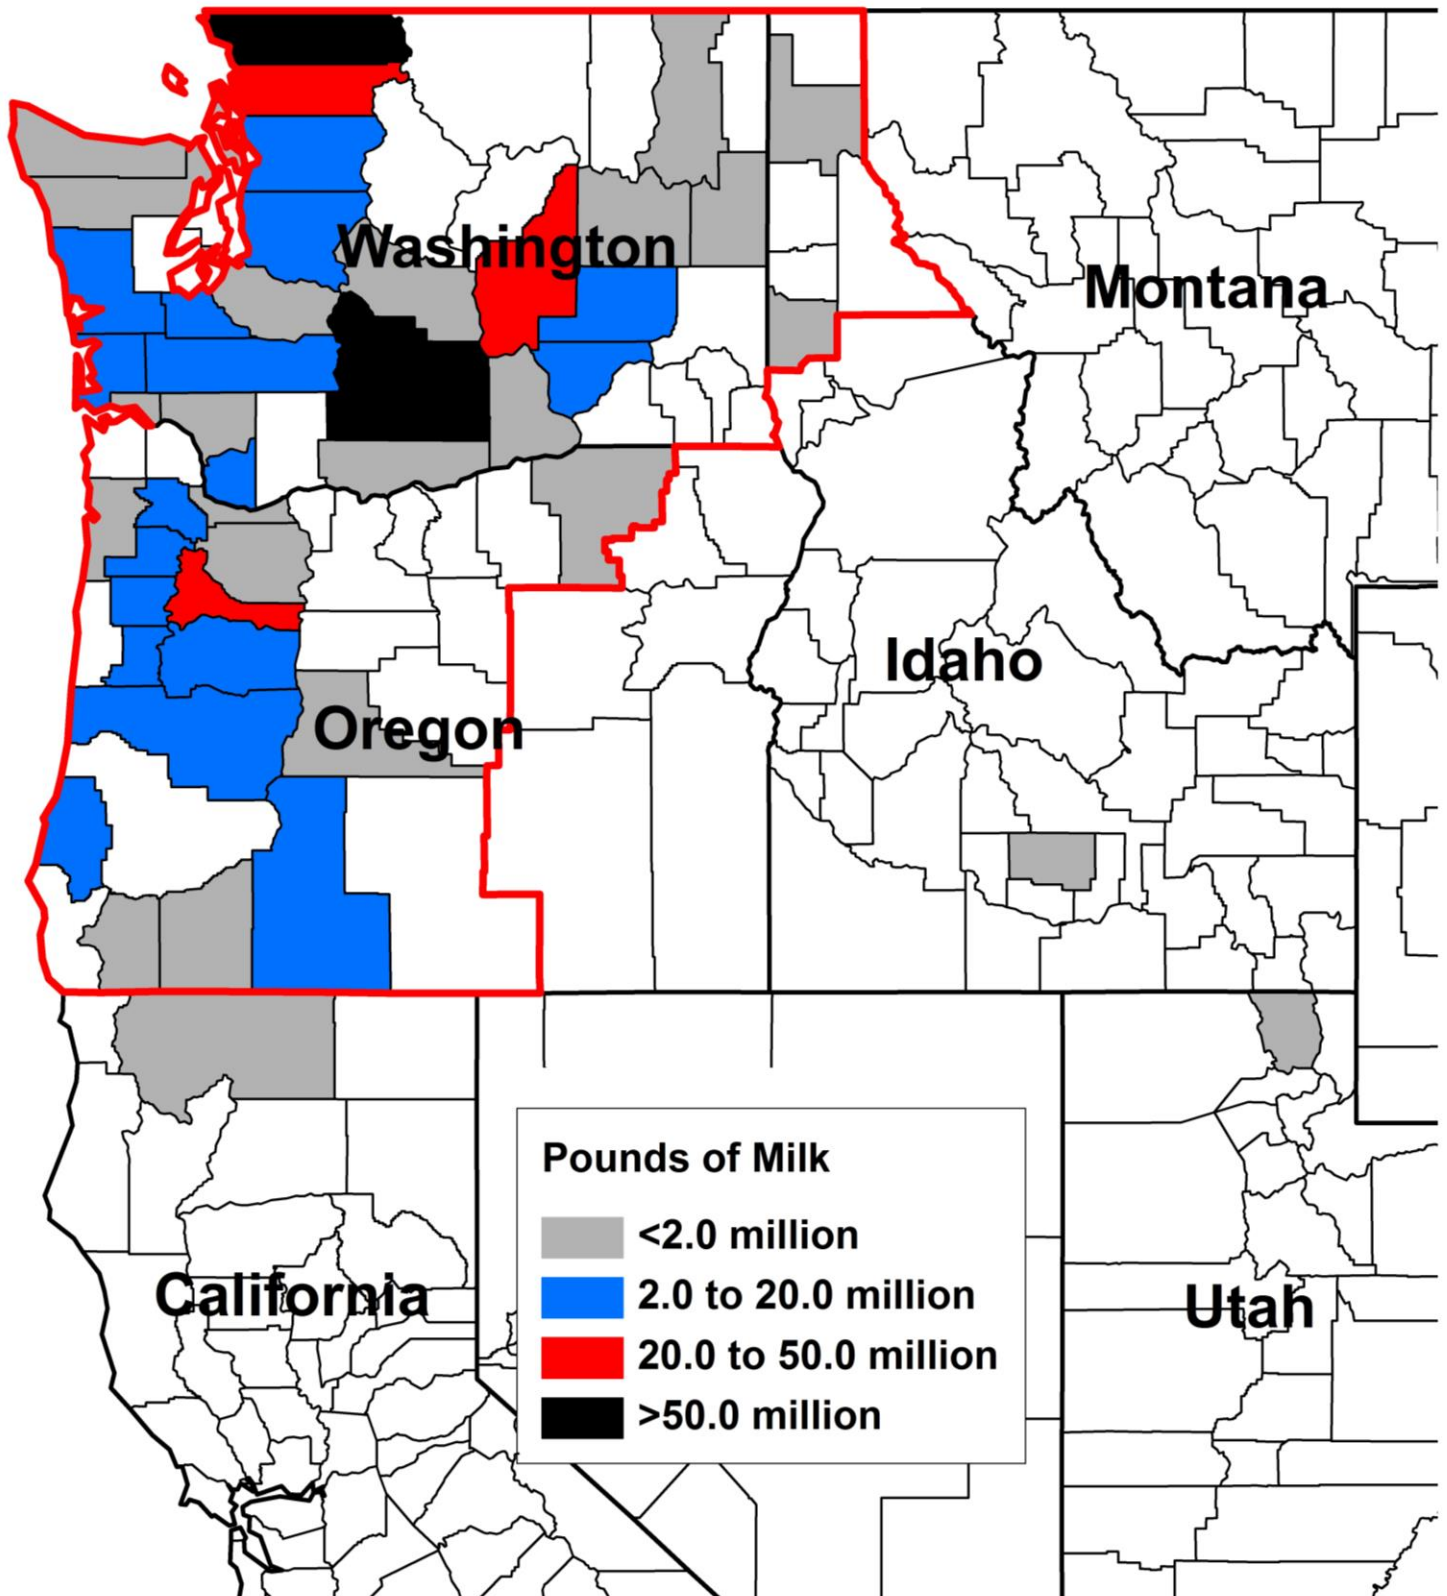 Washington
Montana
Idaho
Oregon
Pounds of Milk
<2.0 million
2.0 to 20.0 million
20.0 to 50.0 million
>50.0 million
California
Utah